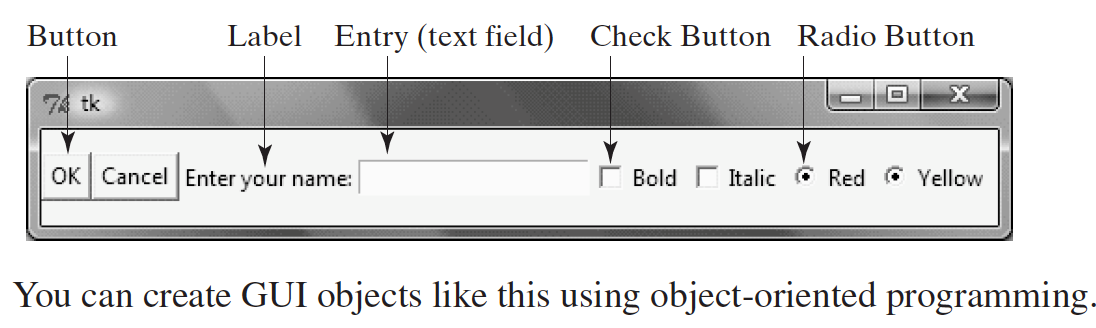 Button Label Entry (text field) Check Button Radio Button
tk
OK Cancel Enter your name: Bold Italic Red Yellow
You can create GUI objects like this using object-oriented programming.